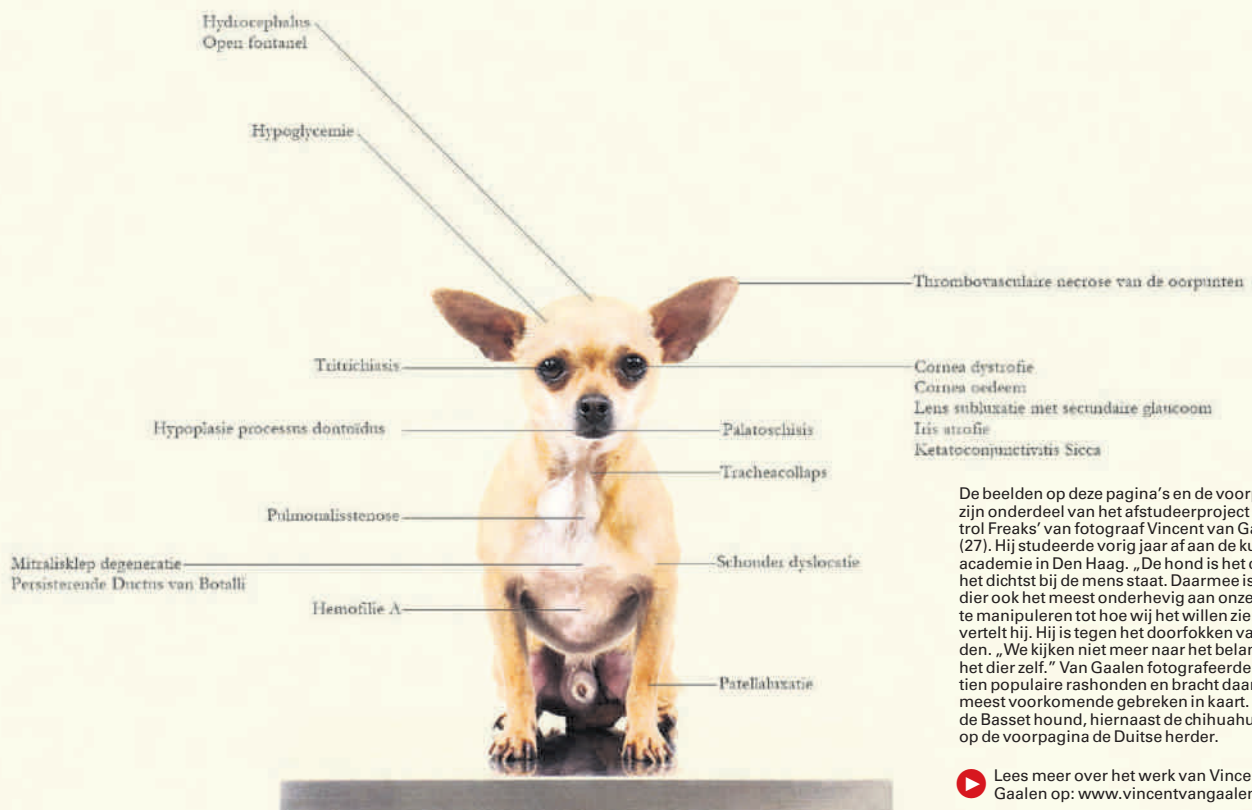 Hydrocephalus
Open fontanel
Hypoglycemie
Thrombovasculaire necrose van de oorpunten
Tritrichiasis
Cornea dystrofie
Cornea oedeem
Lens subluxatie met secundaire glaucoom
Iris atrofie
Ketatoconjunctivitis Sicca
Hypoplasie processus dontoïdus
Palatoschisis
Tracheacollaps
Pulmonalisstenose
Mitralisklep degeneratie
Persisterende Ductus van Botalli
Schouder dyslocatie
Hemofilie A
Patellaluxatie
De beelden op deze pagina's en de voorp
zijn onderdeel van het afstudeerproject
trol Freaks' van fotograaf Vincent van Ga
(27). Hij studeerde vorig jaar af aan de ku
academie in Den Haag. „De hond is het d
het dichtst bij de mens staat. Daarmee is
dier ook het meest onderhevig aan onze
te manipuleren tot hoe wij het willen zie
vertelt hij. Hij is tegen het doorfokken va
den. „We kijken niet meer naar het belan
het dier zelf.” Van Gaalen fotografeerde
tien populaire rashonden en bracht daar
meest voorkomende gebreken in kaart.
de Basset hound, hiernaast de chihuahu
op de voorpagina de Duitse herder.
Lees meer over het werk van Vince
Gaalen op: www.vincentvangaalen